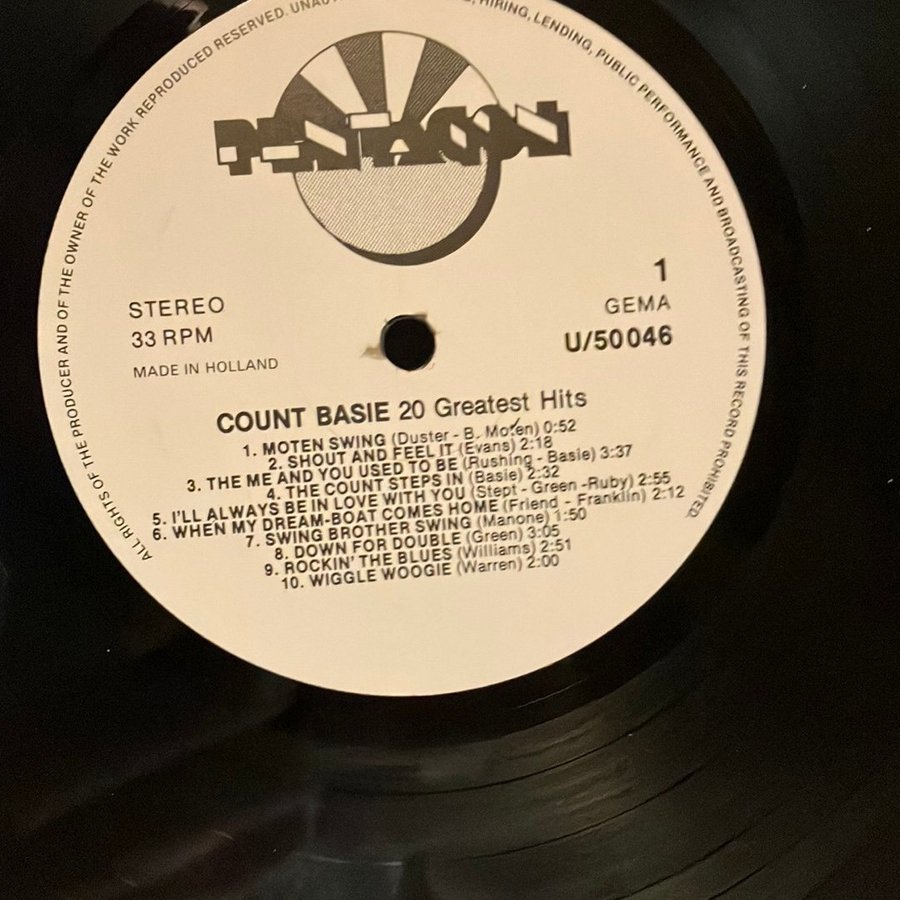 ALL RIGHTS OF THE PRODUCER AND OF THE OWNER OF THE WORK REPRODUCED RESERVED. HIRING, LENDING, PUBLIC PERFORMANCE AND BROADCASTING OF THIS RECORD PROHIBITED.
PENTAGON
STEREO
33 RPM
MADE IN HOLLAND
1
GEMA
U/50046
COUNT BASIE 20 Greatest Hits
1. MOTEN SWING (Duster - B. Moten) 0:52
2. SHOUT AND FEEL IT (Evans) 2:18
3. THE ME AND YOU USED TO BE (Rushing - Basie) 3:37
4. THE COUNT STEPS IN (Basie) 2:32
5. I'LL ALWAYS BE IN LOVE WITH YOU (Stept - Green -Ruby) 2:55
6. WHEN MY DREAM-BOAT COMES HOME (Friend - Franklin) 2:12
7. SWING BROTHER SWING (Manone) 1:50
8. DOWN FOR DOUBLE (Green) 3:05
9. ROCKIN' THE BLUES (Williams) 2:51
10. WIGGLE WOOGIE (Warren) 2:00